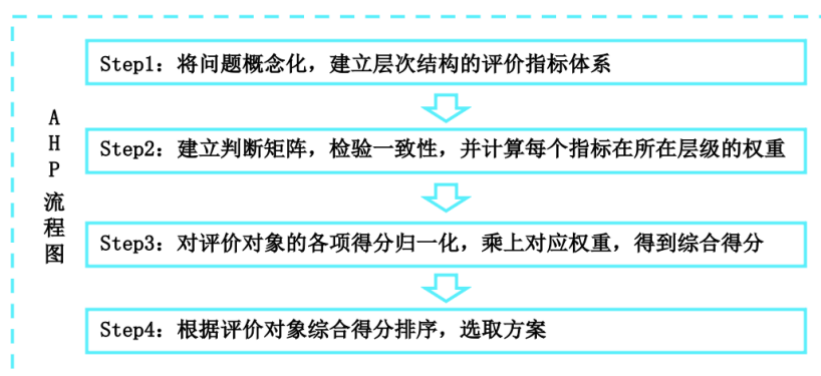 AHP流程图
Step1: 将问题概念化，建立层次结构的评价指标体系
Step2: 建立判断矩阵，检验一致性，并计算每个指标在所在层级的权重
Step3: 对评价对象的各项得分归一化，乘上对应权重，得到综合得分
Step4: 根据评价对象综合得分排序，选取方案